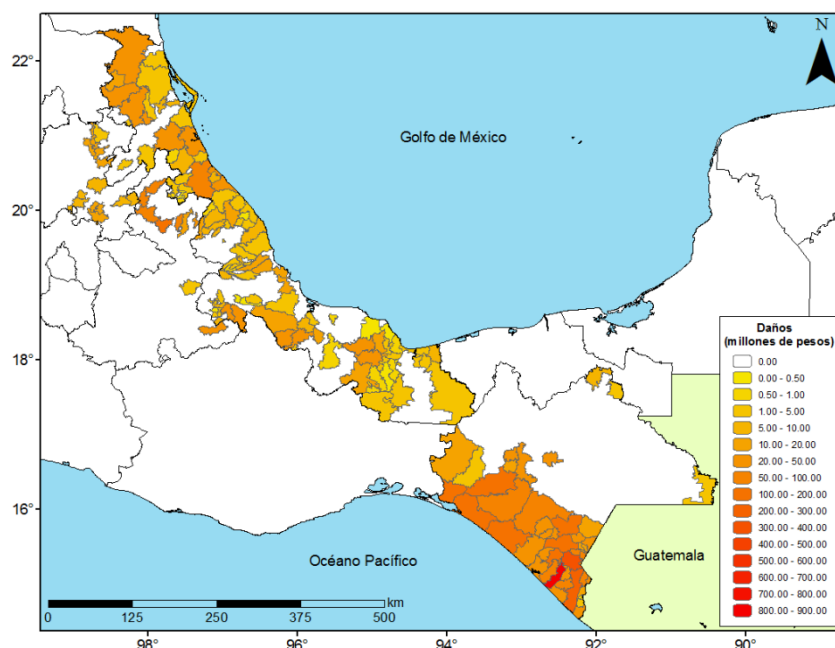 N
22°
Golfo de México
20°
18°
16°
Océano Pacífico
Guatemala
Daños
(millones de pesos)
0.00
0.00 - 0.50
0.50 - 1.00
1.00 - 5.00
5.00 - 10.00
10.00 - 20.00
20.00 - 50.00
50.00 - 100.00
100.00 - 200.00
200.00 - 300.00
300.00 - 400.00
400.00 - 500.00
500.00 - 600.00
600.00 - 700.00
700.00 - 800.00
800.00 - 900.00
km
0 125 250 375 500
98° 96° 94° 92° 90°